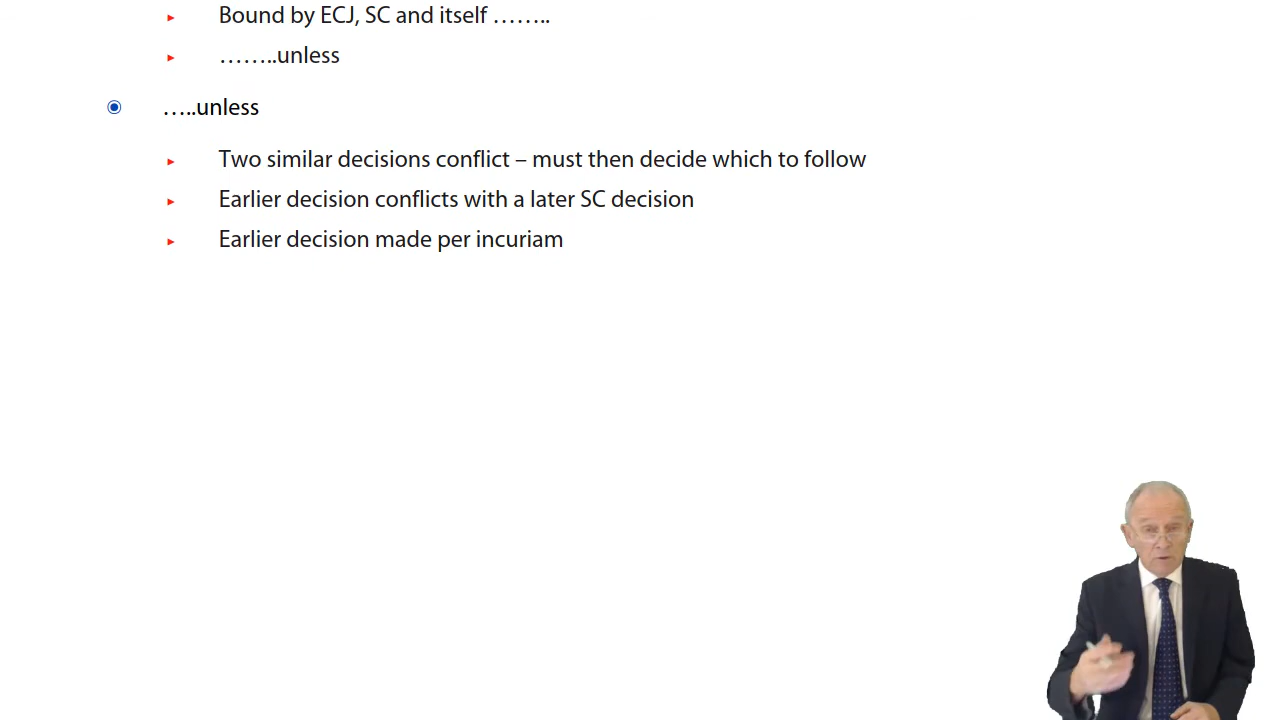 Bound by ECJ, SC and itself ……..
……..unless
…..unless
Two similar decisions conflict – must then decide which to follow
Earlier decision conflicts with a later SC decision
Earlier decision made per incuriam